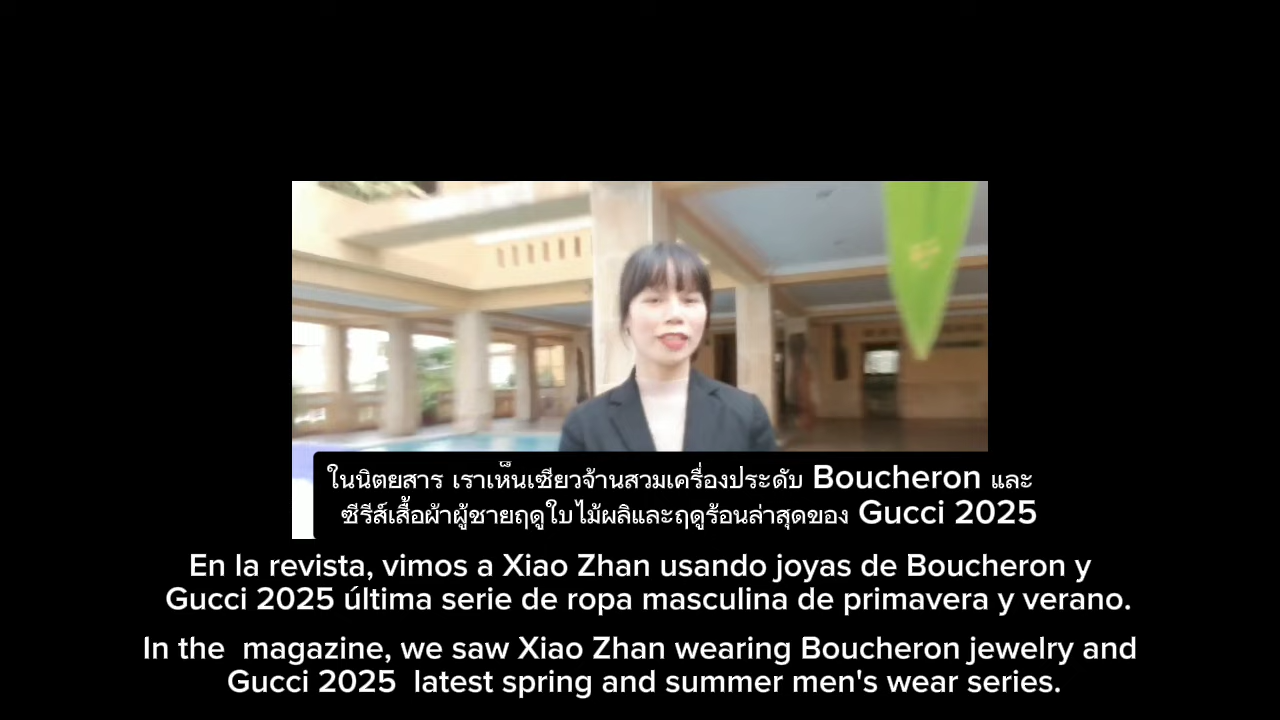 ในนิตยสาร เราเห็นเซียวจ้านสวมเครื่องประดับ Boucheron และ
ซีรีส์เสื้อผ้าผู้ชายฤดูใบไม้ผลิและฤดูร้อนล่าสุดของ Gucci 2025
En la revista, vimos a Xiao Zhan usando joyas de Boucheron y
Gucci 2025 última serie de ropa masculina de primavera y verano.
In the  magazine, we saw Xiao Zhan wearing Boucheron jewelry and
Gucci 2025  latest spring and summer men's wear series.